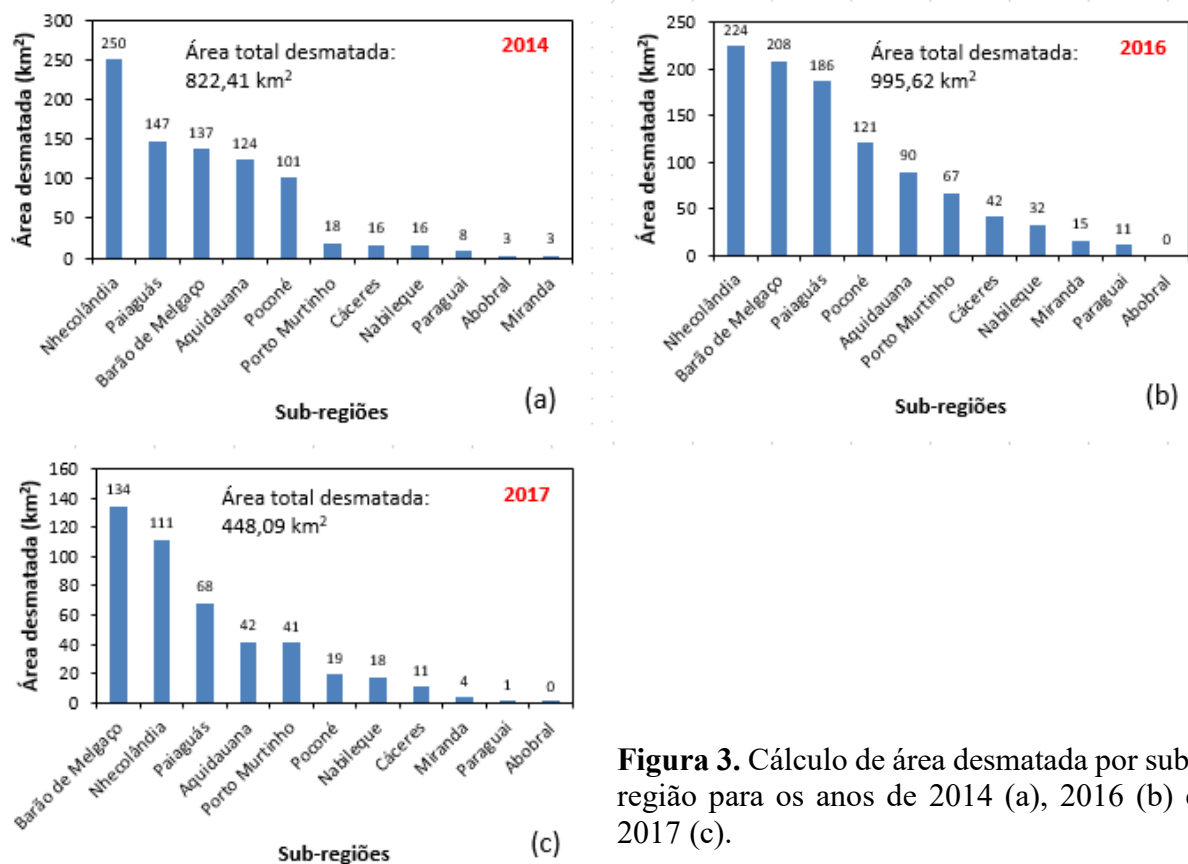 Área desmatada (km²)
300
250
200
150
100
50
0
Área total desmatada:
822,41 km²
2014
250
147
137
124
101
18
16
16
8
3
3
Nhecolândia
Paiaguás
Barão de Melgaço
Aquidauana
Poconé
Porto Murtinho
Cáceres
Nabileque
Paraguai
Abobral
Miranda
Sub-regiões
(a)
Área desmatada (km²)
250
200
150
100
50
0
Área total desmatada:
995,62 km²
2016
224
208
186
121
90
67
42
32
15
11
0
Nhecolândia
Barão de Melgaço
Paiaguás
Poconé
Aquidauana
Porto Murtinho
Cáceres
Nabileque
Miranda
Paraguai
Abobral
Sub-regiões
(b)
Área desmatada (km²)
160
140
120
100
80
60
40
20
0
Área total desmatada:
448,09 km²
2017
134
111
68
42
41
19
18
11
4
1
0
Barão de Melgaço
Nhecolândia
Paiaguás
Aquidauana
Porto Murtinho
Poconé
Nabileque
Cáceres
Miranda
Paraguai
Abobral
Sub-regiões
(c)
Figura 3. Cálculo de área desmatada por sub-
região para os anos de 2014 (a), 2016 (b) e
2017 (c).